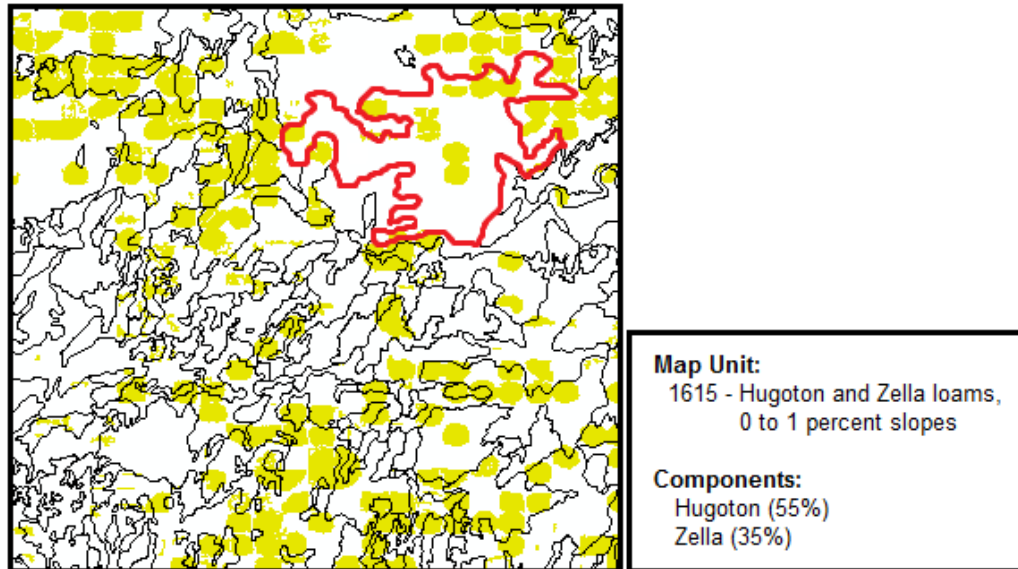 Map Unit:
1615 - Hugoton and Zella loams,
0 to 1 percent slopes
Components:
Hugoton (55%)
Zella (35%)